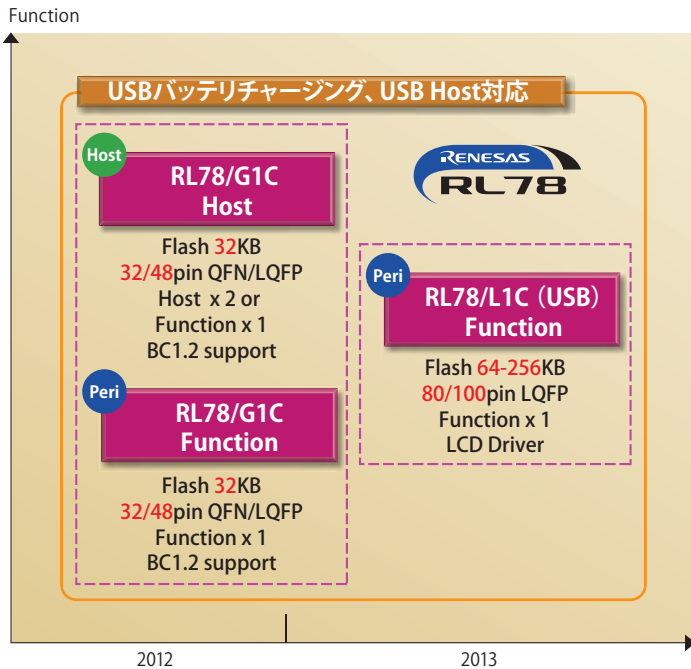 Function
USBバッテリチャージング、USB Host対応
Host
RL78/G1C
Host
Flash 32KB
32/48pin QFN/LQFP
Host x 2 or
Function x 1
BC1.2 support
Peri
RL78/G1C
Function
Flash 32KB
32/48pin QFN/LQFP
Function x 1
BC1.2 support
RENESAS
RL78
Peri
RL78/L1C（USB）
Function
Flash 64-256KB
80/100pin LQFP
Function x 1
LCD Driver
2012
2013